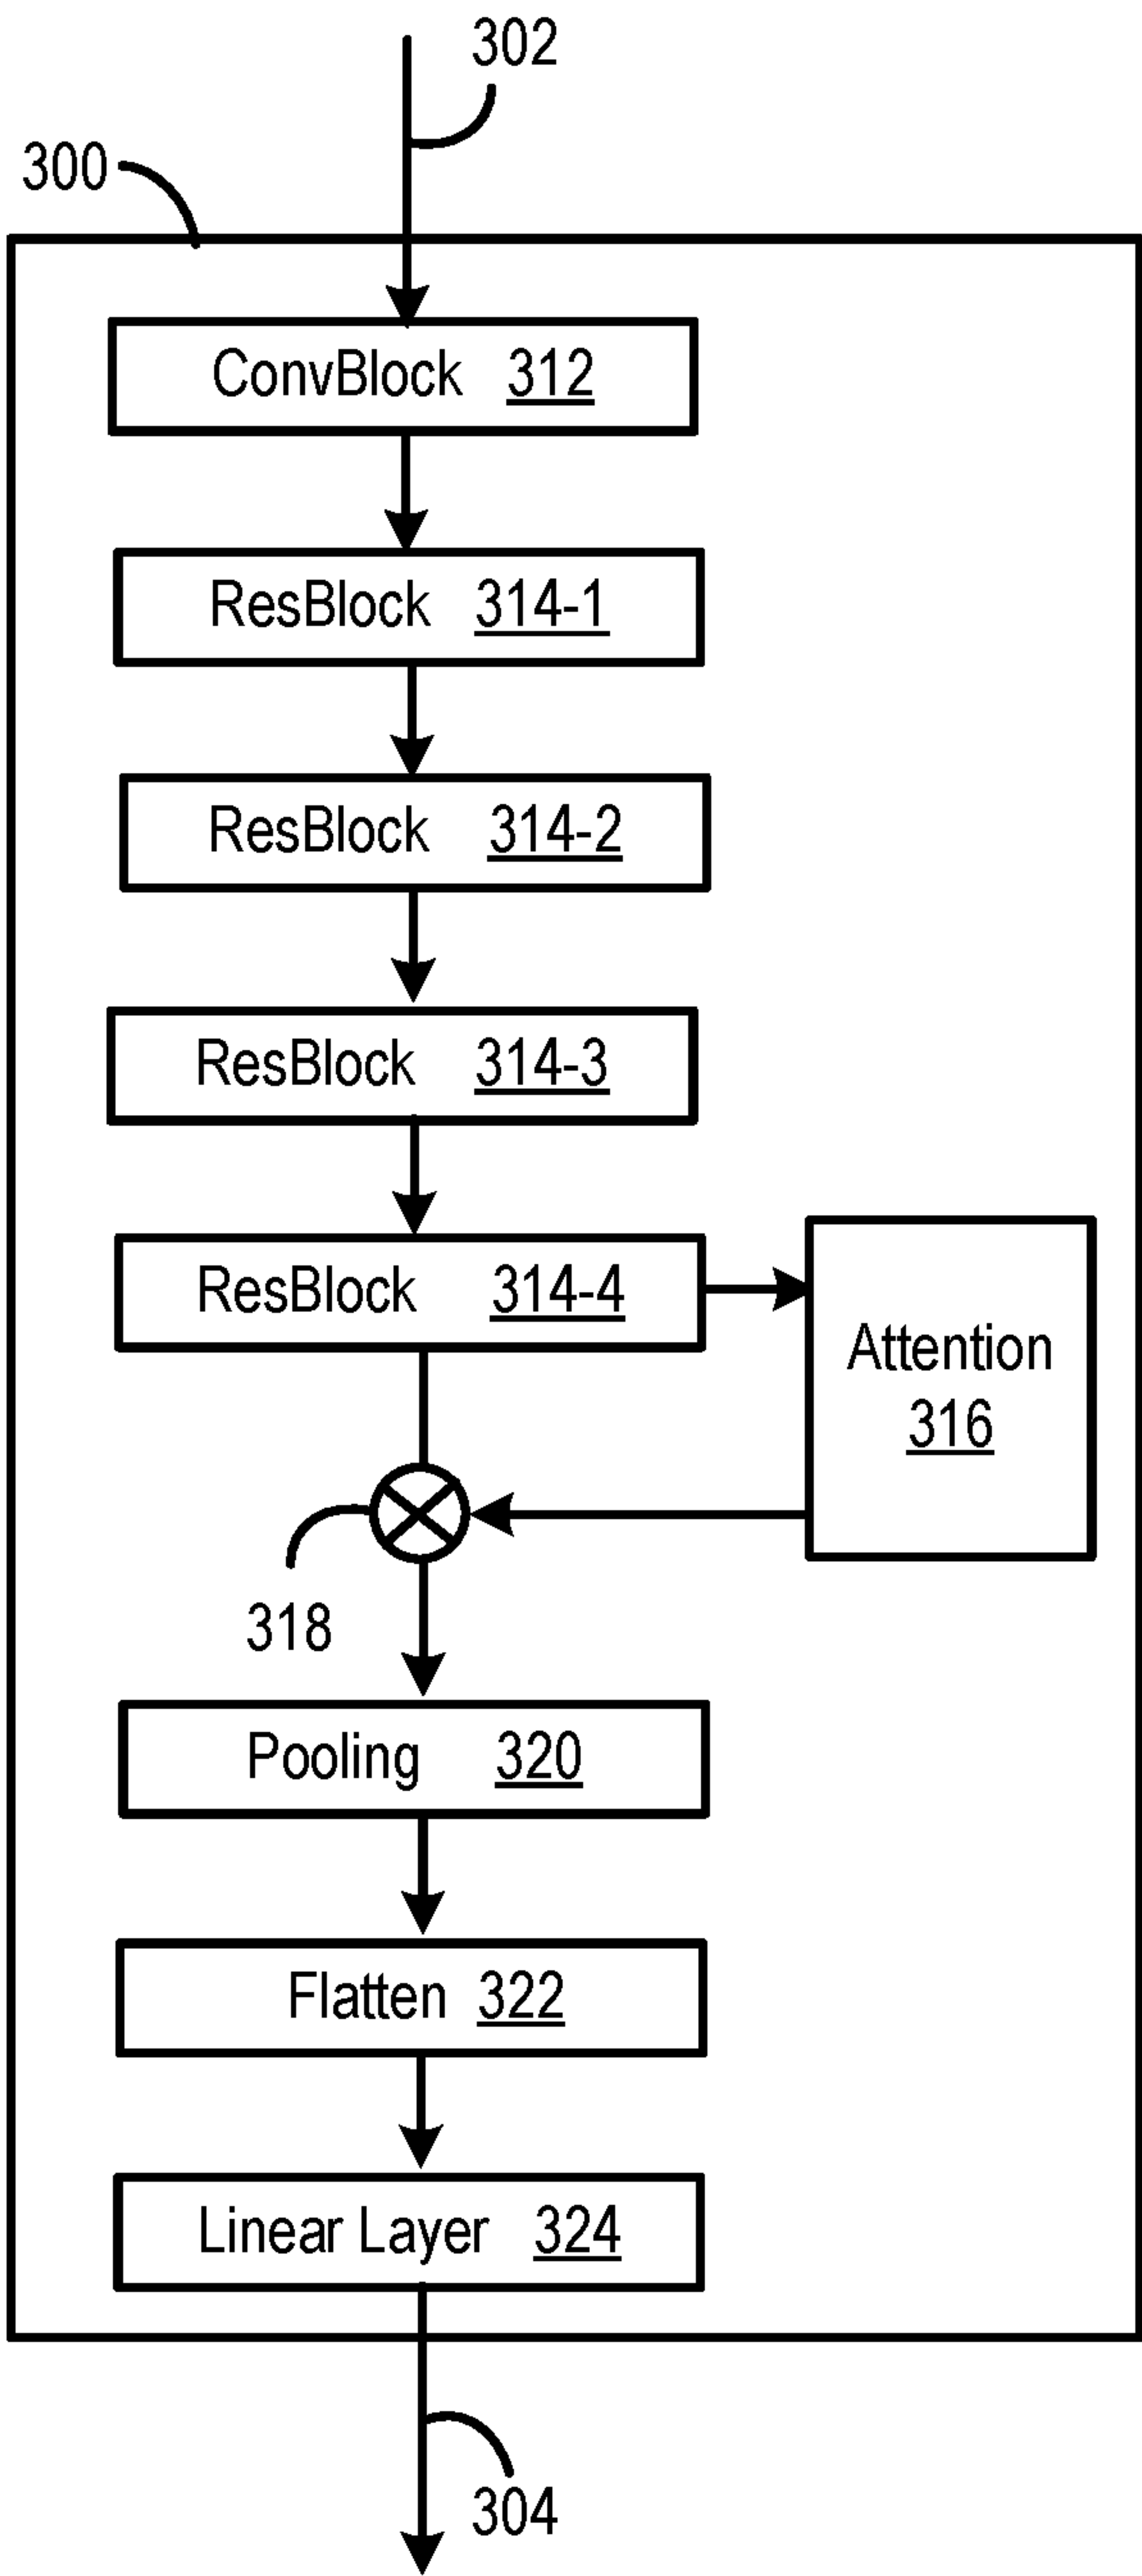 302
300
ConvBlock 312
ResBlock 314-1
ResBlock 314-2
ResBlock 314-3
ResBlock 314-4
Attention
316
318
Pooling 320
Flatten 322
Linear Layer 324
304